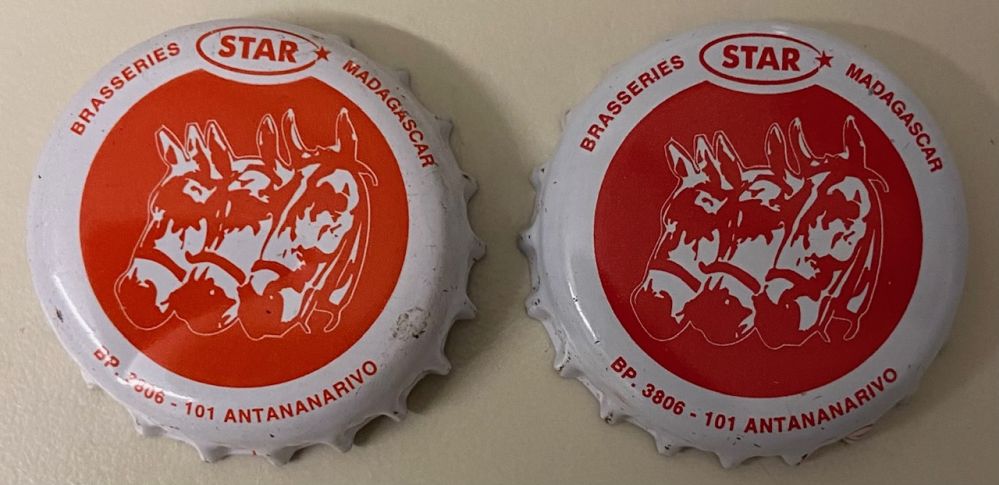 BRASSERIES STAR MADAGASCAR
BP. 3806 - 101 ANTANANARIVO
BRASSERIES STAR MADAGASCAR
BP. 3806 - 101 ANTANANARIVO